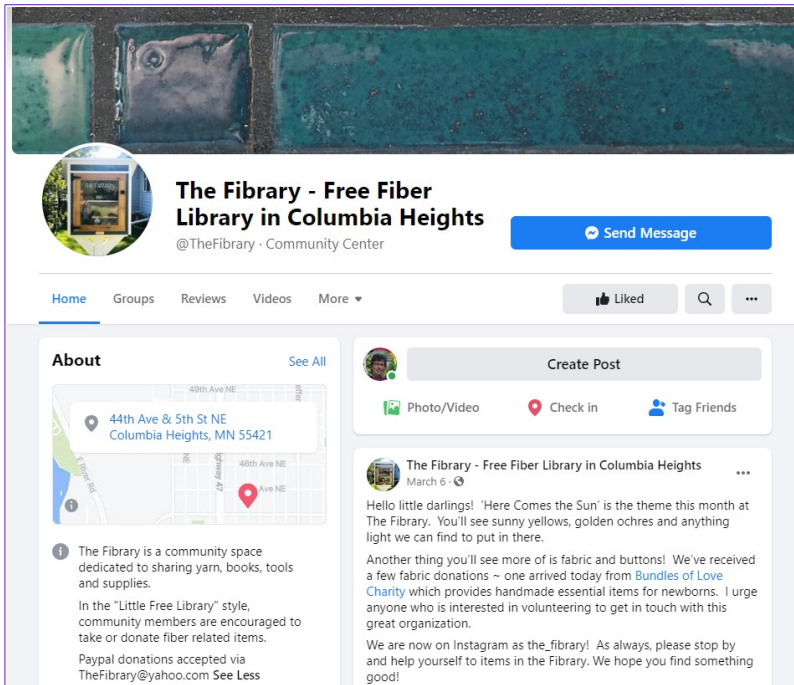 The Fibrary - Free Fiber
Library in Columbia Heights
@TheFibrary · Community Center
Send Message
Home
Groups
Reviews
Videos
More
Liked
About
See All
48th Ave NE
44th Ave & 5th St NE
Columbia Heights, MN 55421
E River Rd
NE
46th Ave NE
Ave NE
The Fibrary is a community space
dedicated to sharing yarn, books, tools
and supplies.
In the "Little Free Library" style,
community members are encouraged to
take or donate fiber related items.
Paypal donations accepted via
TheFibrary@yahoo.com See Less
Create Post
Photo/Video
Check in
Tag Friends
The Fibrary - Free Fiber Library in Columbia Heights
March 6 ·
Hello little darlings! 'Here Comes the Sun' is the theme this month at
The Fibrary. You'll see sunny yellows, golden ochres and anything
light we can find to put in there.
Another thing you'll see more of is fabric and buttons! We've received
a few fabric donations ~ one arrived today from Bundles of Love
Charity which provides handmade essential items for newborns. I urge
anyone who is interested in volunteering to get in touch with this
great organization.
We are now on Instagram as the_fibrary! As always, please stop by
and help yourself to items in the Fibrary. We hope you find something
good!